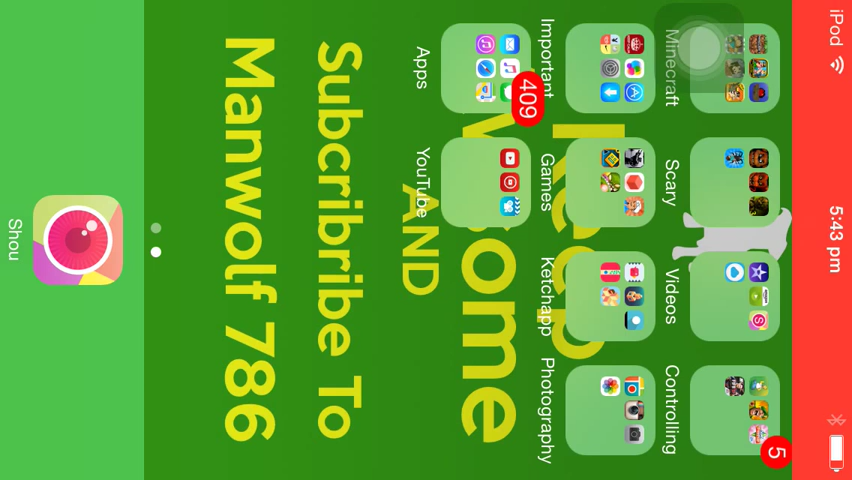 iPod 5:43 pm
5
Minecraft Scary Videos Controlling
Keep
Important Games Ketchapp Photography
409
Apps YouTube
AND
Subcribribe To
Manwolf 786
Shou